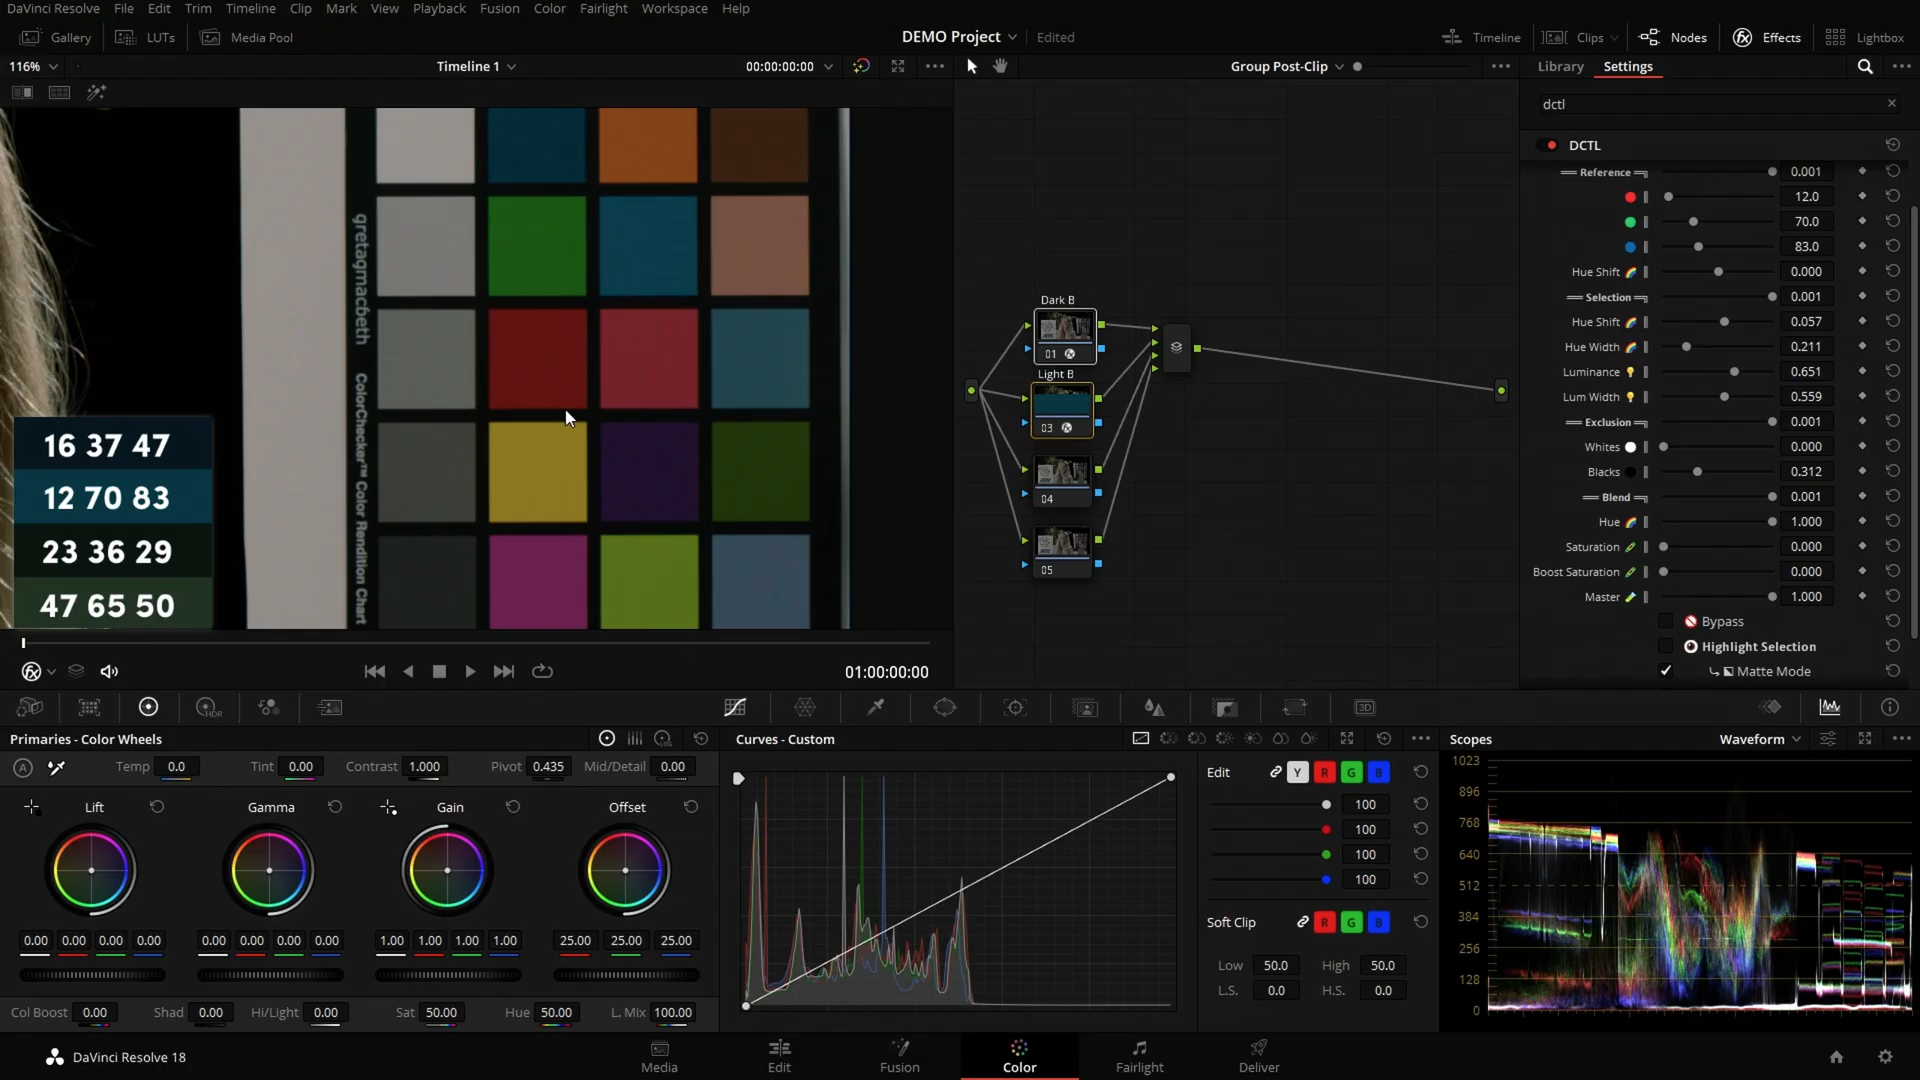 DaVinci Resolve File Edit Trim Timeline Clip Mark View Playback Fusion Color Fairlight Workspace Help
Gallery LUTs Media Pool DEMO Project Edited Timeline Clips Nodes Effects Lightbox
116% Timeline 1 00:00:00:00 Group Post-Clip Library Settings
dctl
DCTL
Reference 0.001
12.0
70.0
83.0
Hue Shift 0.000
Selection 0.001
Hue Shift 0.057
Hue Width 0.211
Luminance 0.651
Lum Width 0.559
Exclusion 0.001
Whites 0.000
Blacks 0.312
Blend 0.001
Hue 1.000
Saturation 0.000
Boost Saturation 0.000
Master 1.000
Bypass
Highlight Selection
Matte Mode
gretagmacbeth
ColorChecker™ Color Rendition Chart
16 37 47
12 70 83
23 36 29
47 65 50
Dark B
01
Light B
03
04
05
01:00:00:00
HDR
3D
Primaries - Color Wheels
A Temp 0.0 Tint 0.00 Contrast 1.000 Pivot 0.435 Mid/Detail 0.00
Lift Gamma Gain Offset
0.00 0.00 0.00 0.00 0.00 0.00 0.00 0.00 1.00 1.00 1.00 1.00 25.00 25.00 25.00
Col Boost 0.00 Shad 0.00 Hi/Light 0.00 Sat 50.00 Hue 50.00 L. Mix 100.00
Curves - Custom
Edit Y R G B
100
100
100
100
Soft Clip R G B
Low 50.0 High 50.0
L.S. 0.0 H.S. 0.0
Scopes Waveform
1023
896
768
640
512
384
256
128
0
DaVinci Resolve 18
Media Edit Fusion Color Fairlight Deliver